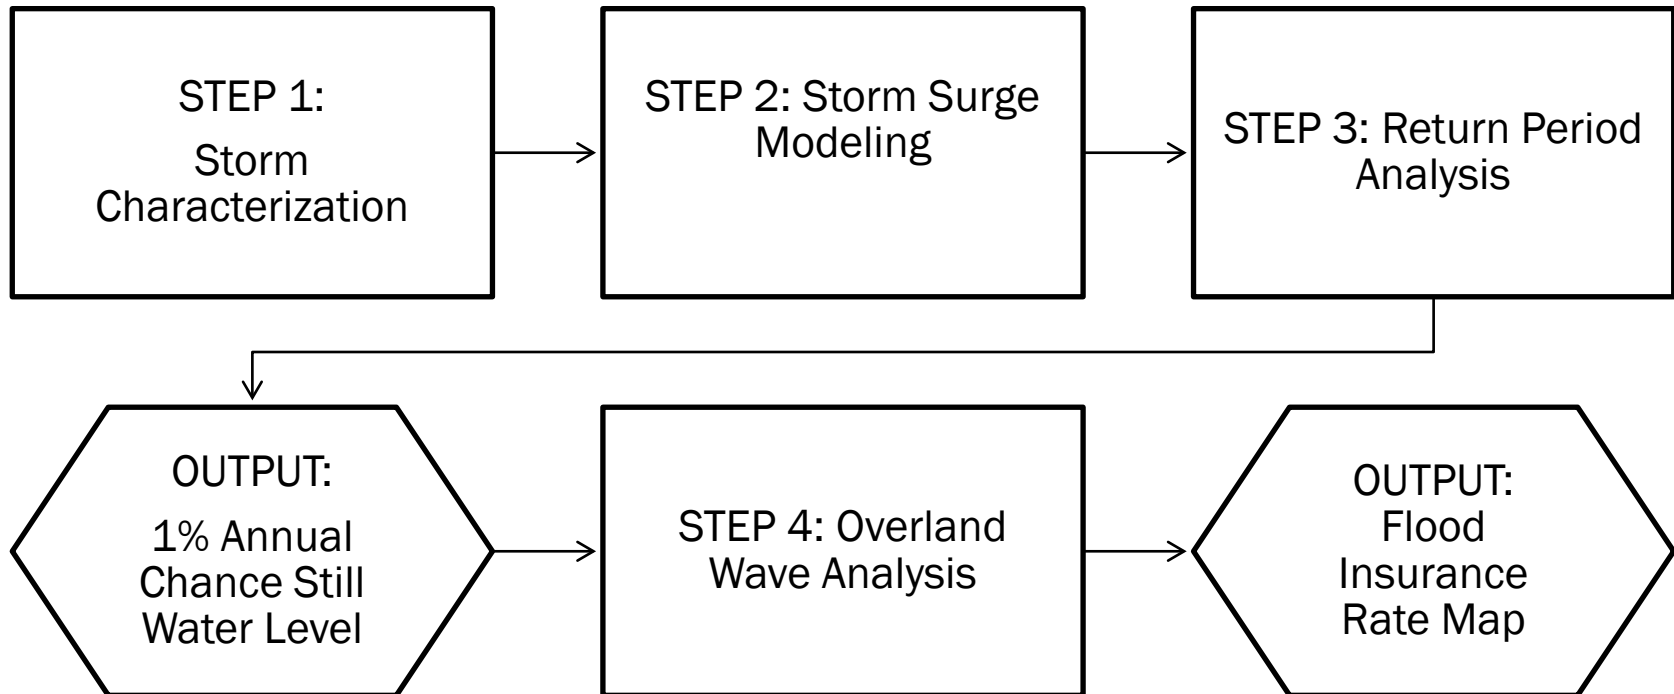 STEP 1:
Storm
Characterization
STEP 2: Storm Surge
Modeling
STEP 3: Return Period
Analysis
OUTPUT:
1% Annual
Chance Still
Water Level
STEP 4: Overland
Wave Analysis
OUTPUT:
Flood
Insurance
Rate Map